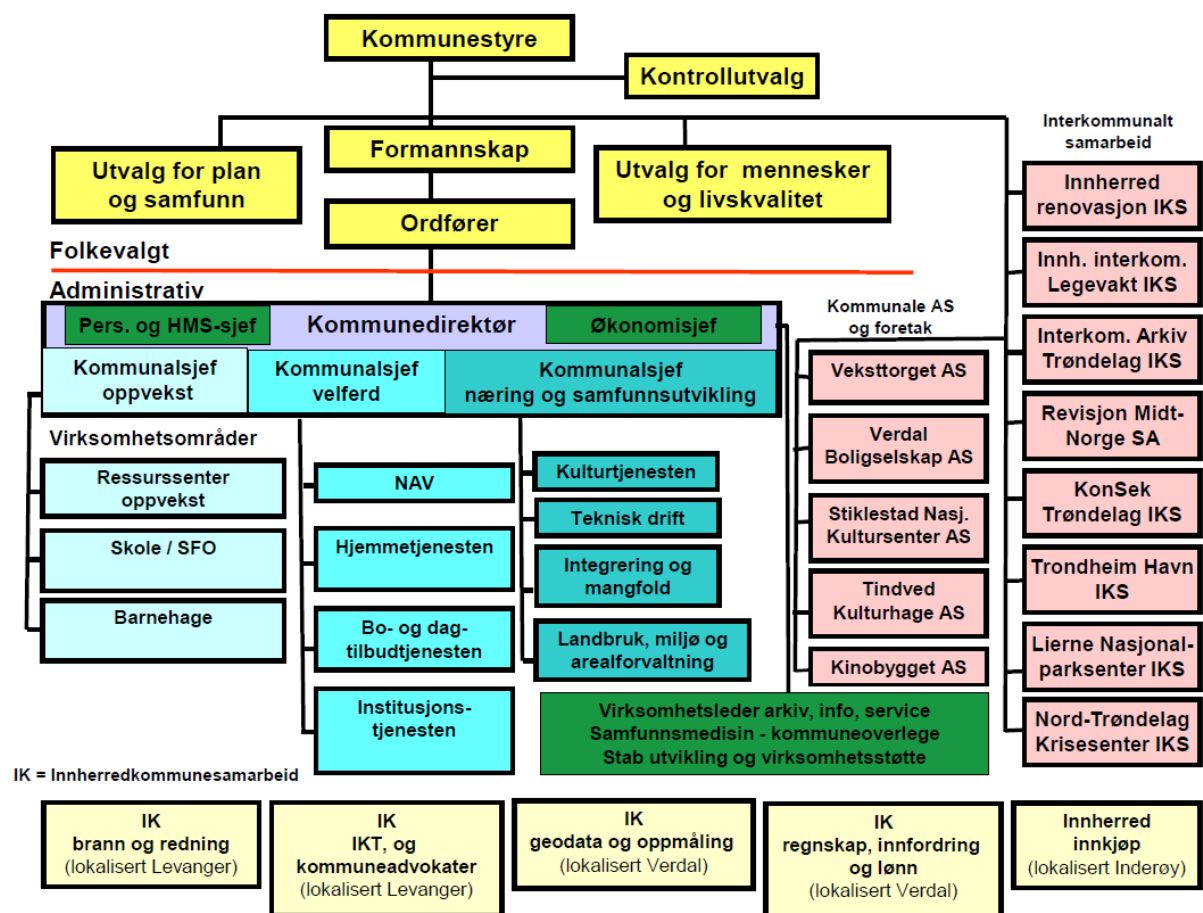 Kommunestyre
Kontrollutvalg
Interkommunalt
samarbeid
Utvalg for plan
og samfunn
Formannskap
Utvalg for mennesker
og livskvalitet
Ordfører
Folkevalgt
Administrativ
Pers. og HMS-sjef
Kommunedirektør
Økonomisjef
Kommunalsjef
oppvekst
Kommunalsjef
velferd
Kommunalsjef
næring og samfunnsutvikling
Virksomhetsområder
Ressurssenter
oppvekst
Skole / SFO
Barnehage
NAV
Hjemmetjenesten
Bo- og dag-
tilbudtjenesten
Institusjons-
tjenesten
Kulturtjenesten
Teknisk drift
Integrering og
mangfold
Landbruk, miljø og
arealforvaltning
Kommunale AS
og foretak
Veksttorget AS
Verdal
Boligselskap AS
Stiklestad Nasj.
Kultursenter AS
Tindved
Kulturhage AS
Kinobygget AS
Innherred
renovasjon IKS
Innh. interkom.
Legevakt IKS
Interkom. Arkiv
Trøndelag IKS
Revisjon Midt-
Norge SA
KonSek
Trøndelag IKS
Trondheim Havn
IKS
Lierne Nasjonal-
parksenter IKS
Nord-Trøndelag
Krisesenter IKS
Virksomhetsleder arkiv, info, service
Samfunnsmedisin - kommuneoverlege
Stab utvikling og virksomhetsstøtte
IK = Innherredkommunesamarbeid
IK
brann og redning
(lokalisert Levanger)
IK
IKT, og
kommuneadvokater
(lokalisert Levanger)
IK
geodata og oppmåling
(lokalisert Verdal)
IK
regnskap, innfordring
og lønn
(lokalisert Verdal)
Innherred
innkjøp
(lokalisert Inderøy)